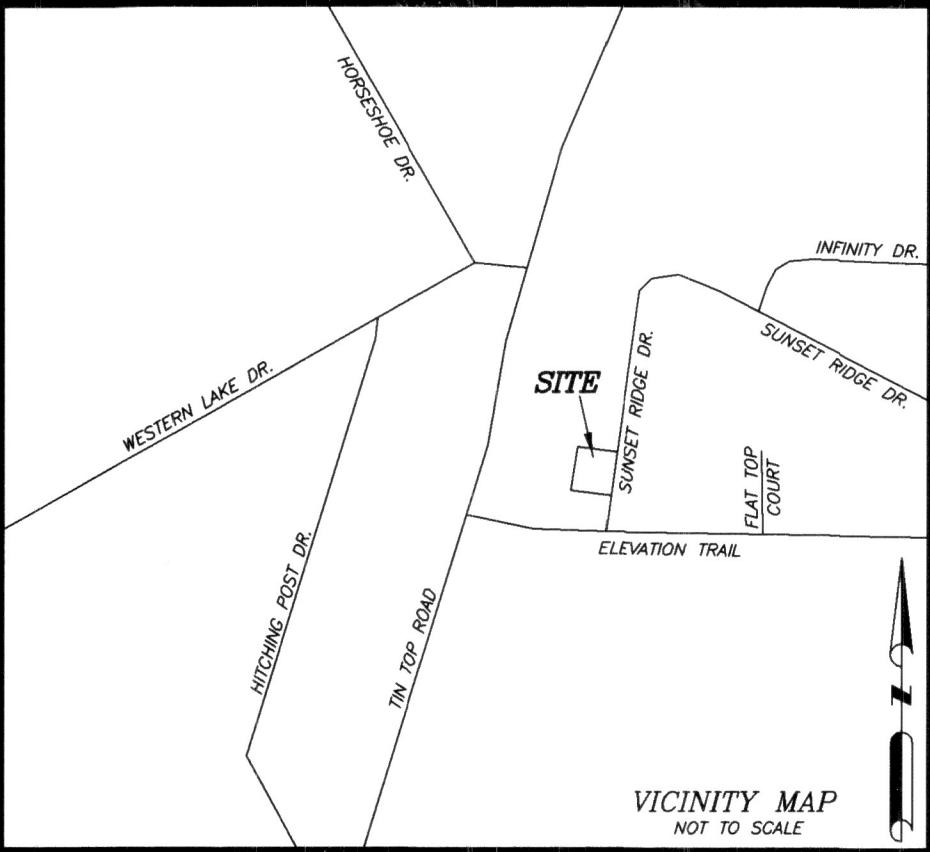 HORSESHOE DR.
INFINITY DR.
SUNSET RIDGE DR.
WESTERN LAKE DR.
SITE
SUNSET RIDGE DR.
FLAT TOP
COURT
ELEVATION TRAIL
HITCHING POST DR.
TIN TOP ROAD
N
VICINITY MAP
NOT TO SCALE